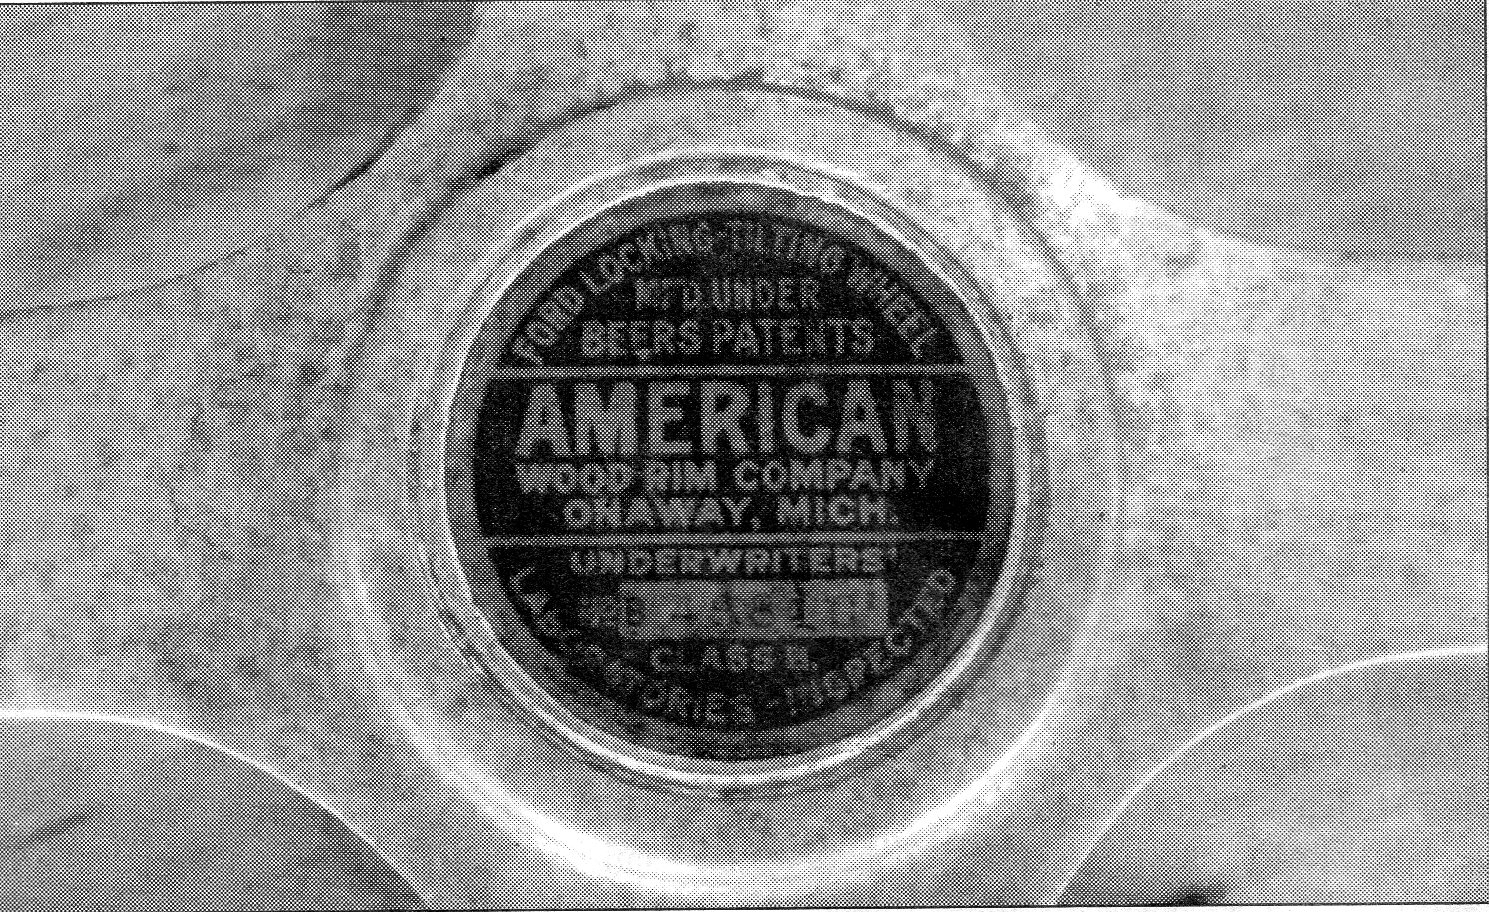 FORD LOCKING-TILTING WHEEL
M'F'D. UNDER
BEERS PATENTS
AMERICAN
WOOD RIM COMPANY
ONAWAY, MICH.
UNDERWRITERS'
CLASS
LABORATORIES - INSPECTED